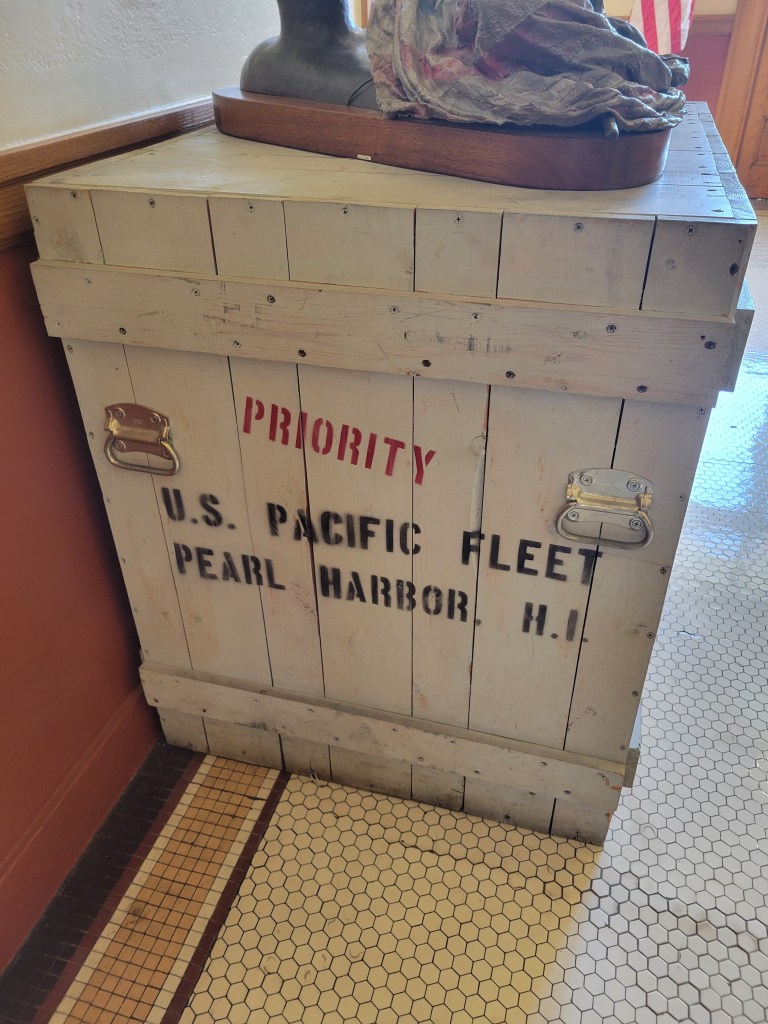 PRIORITY
U.S. PACIFIC FLEET
PEARL HARBOR, H.I.